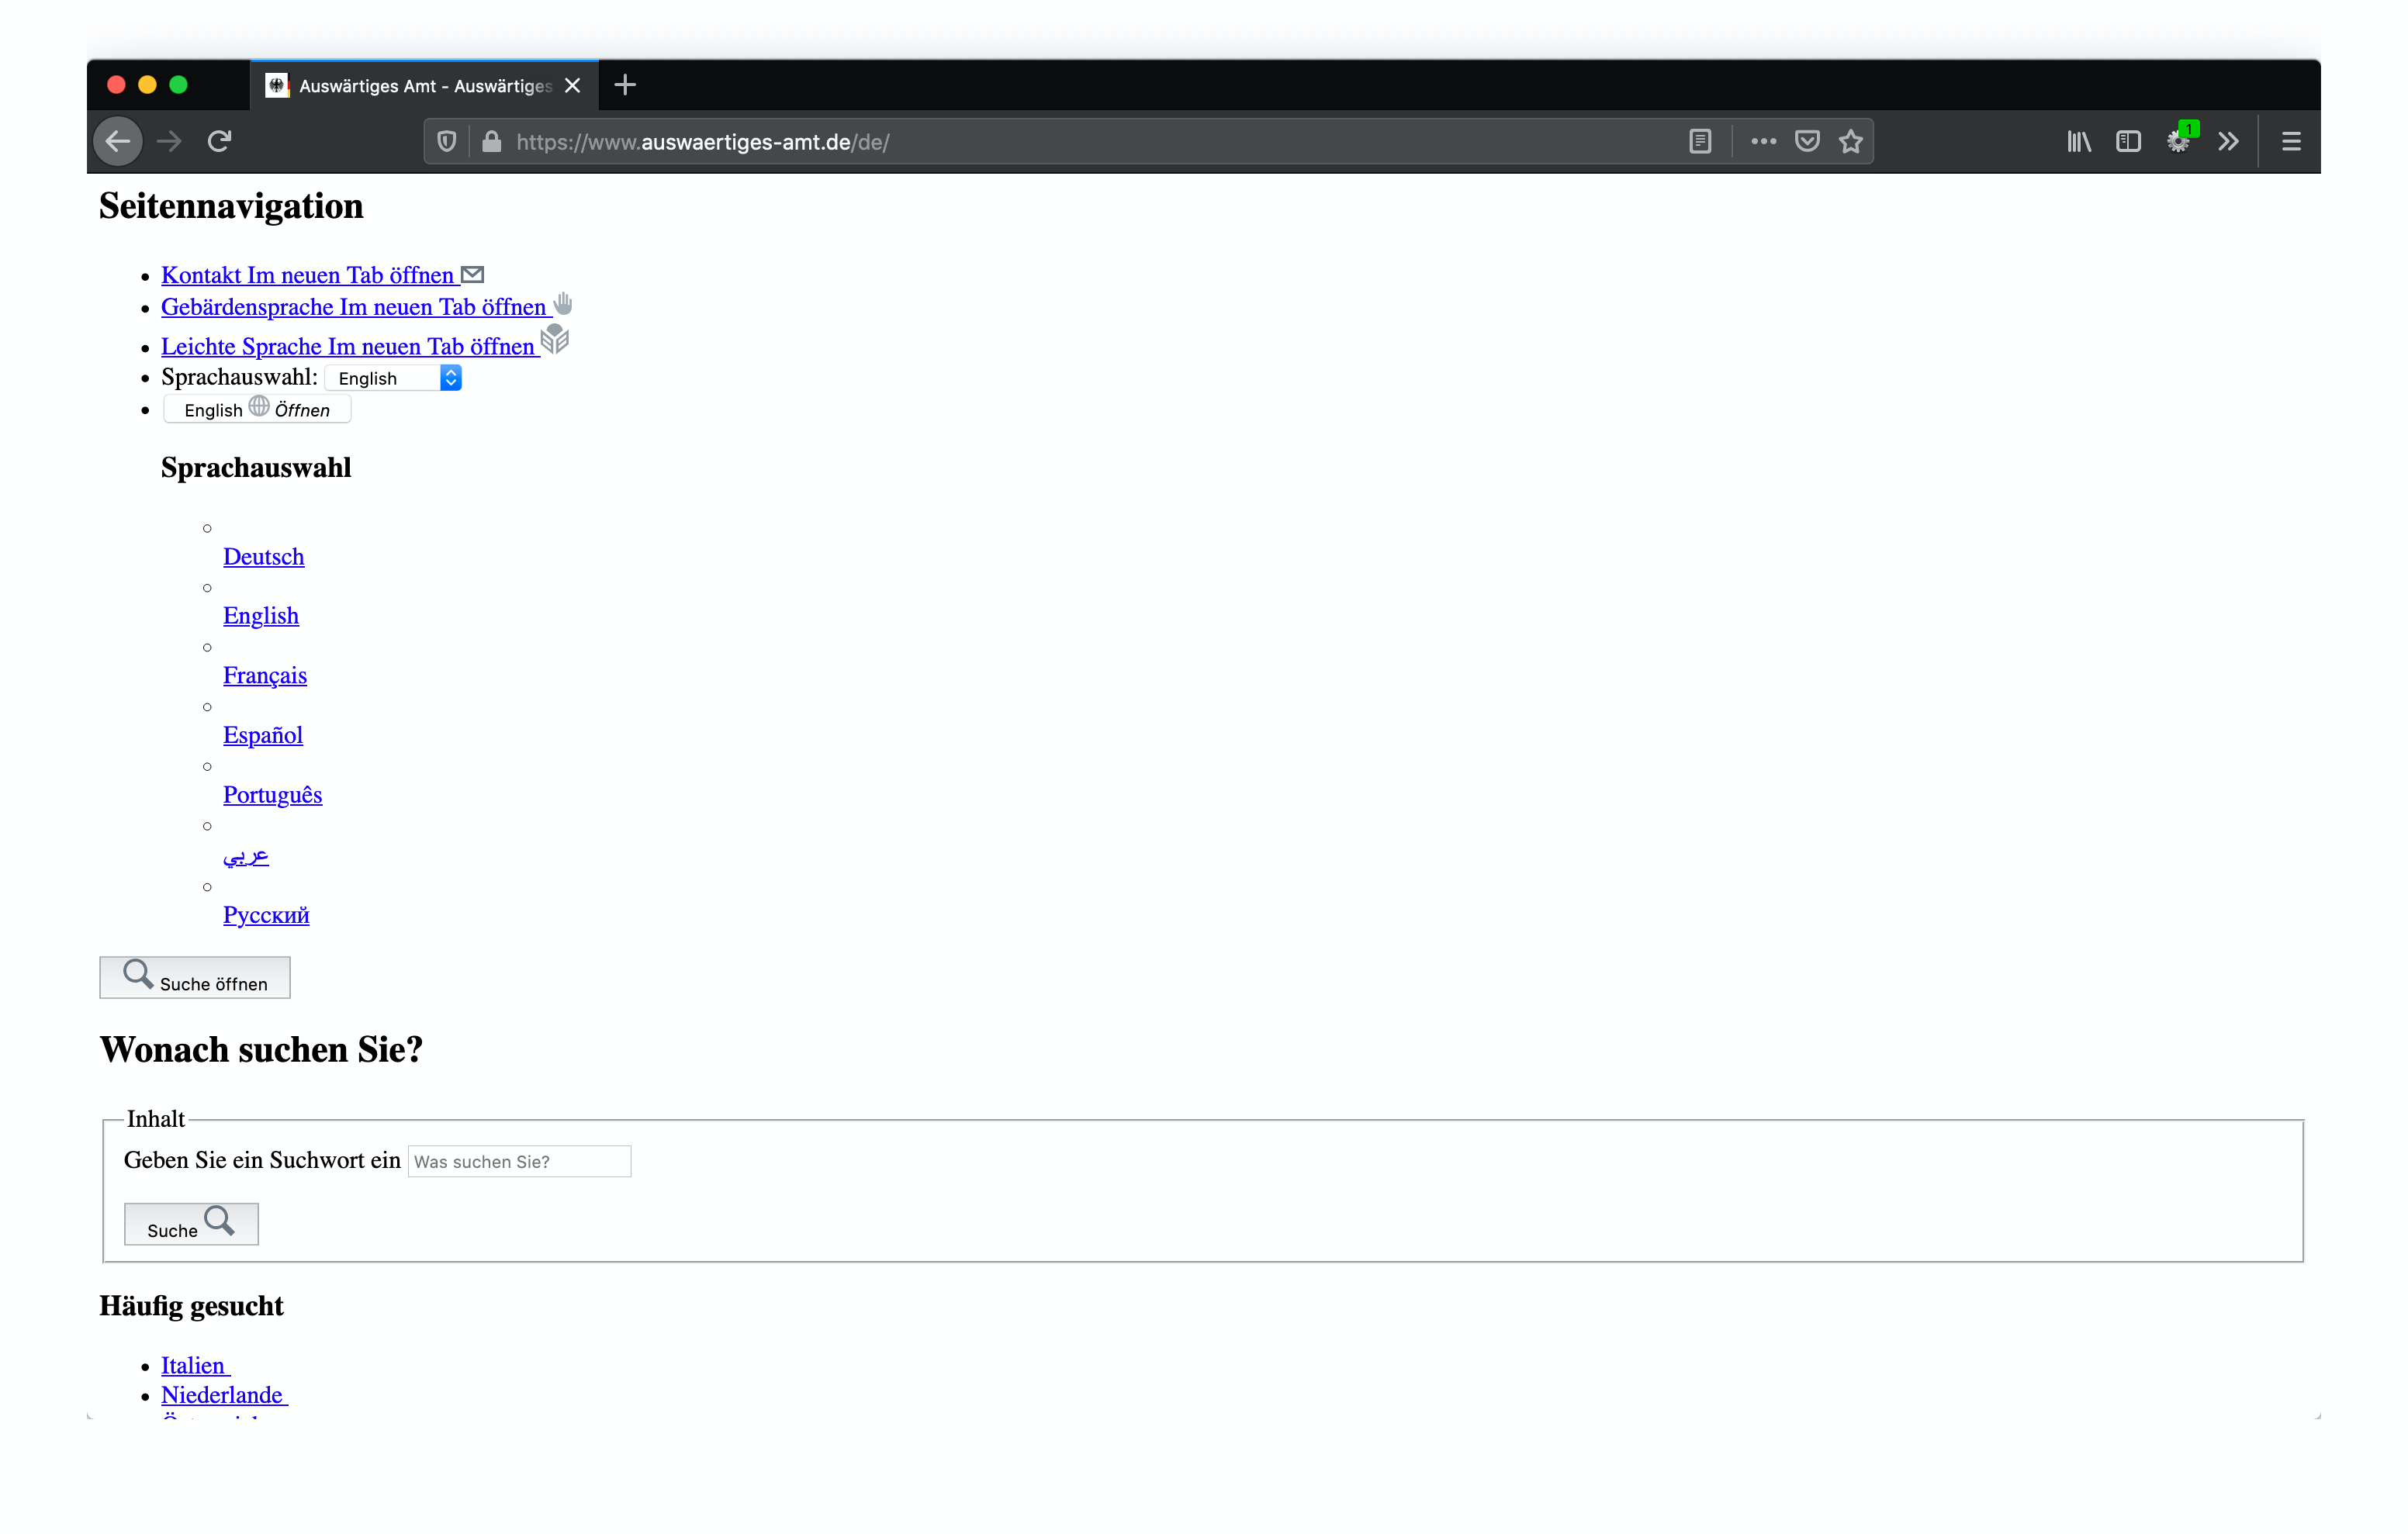 Auswärtiges Amt - Auswärtiges
https://www.auswaertiges-amt.de/de/
1
Seitennavigation
Kontakt Im neuen Tab öffnen
Gebärdensprache Im neuen Tab öffnen
Leichte Sprache Im neuen Tab öffnen
Sprachauswahl: English
English Öffnen
Sprachauswahl
Deutsch
English
Français
Español
Português
عربي
Русский
Suche öffnen
Wonach suchen Sie?
Inhalt
Geben Sie ein Suchwort ein Was suchen Sie?
Suche
Häufig gesucht
Italien
Niederlande